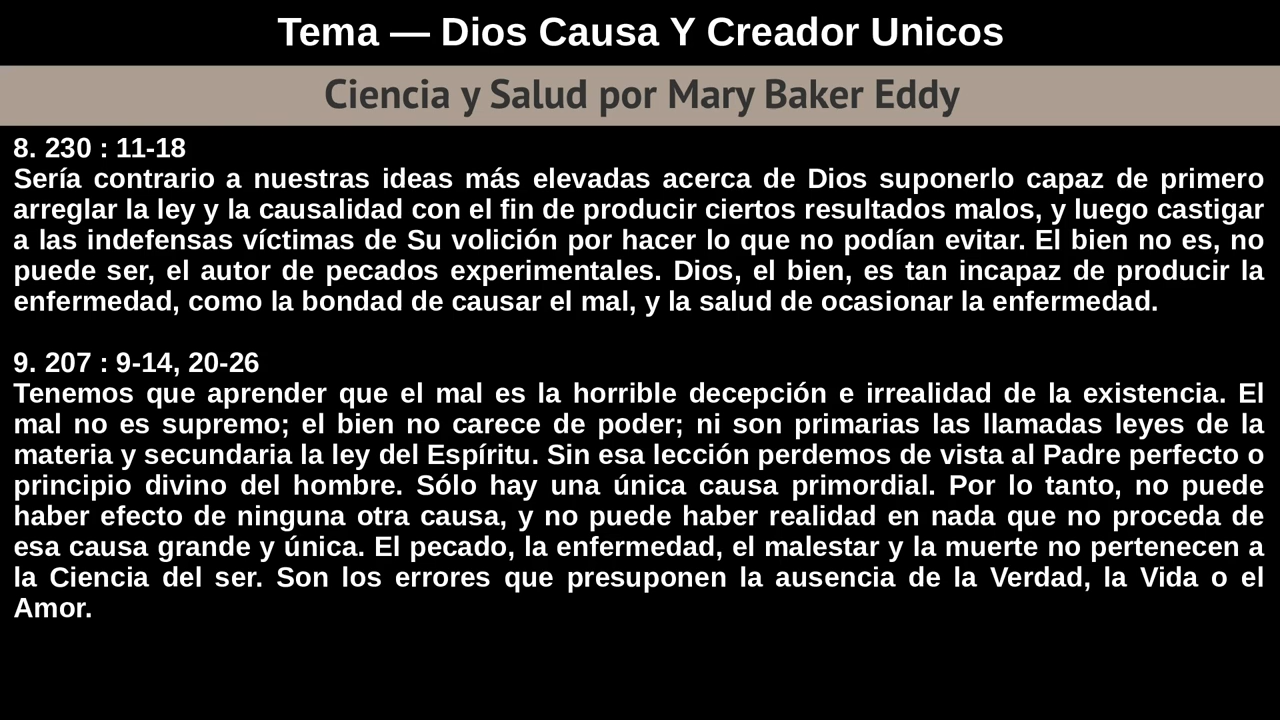 Tema — Dios Causa Y Creador Unicos
Ciencia y Salud por Mary Baker Eddy
8. 230 : 11-18
Sería contrario a nuestras ideas más elevadas acerca de Dios suponerlo capaz de primero
arreglar la ley y la causalidad con el fin de producir ciertos resultados malos, y luego castigar
a las indefensas víctimas de Su volición por hacer lo que no podían evitar. El bien no es, no
puede ser, el autor de pecados experimentales. Dios, el bien, es tan incapaz de producir la
enfermedad, como la bondad de causar el mal, y la salud de ocasionar la enfermedad.
9. 207 : 9-14, 20-26
Tenemos que aprender que el mal es la horrible decepción e irrealidad de la existencia. El
mal no es supremo; el bien no carece de poder; ni son primarias las llamadas leyes de la
materia y secundaria la ley del Espíritu. Sin esa lección perdemos de vista al Padre perfecto o
principio divino del hombre. Sólo hay una única causa primordial. Por lo tanto, no puede
haber efecto de ninguna otra causa, y no puede haber realidad en nada que no proceda de
esa causa grande y única. El pecado, la enfermedad, el malestar y la muerte no pertenecen a
la Ciencia del ser. Son los errores que presuponen la ausencia de la Verdad, la Vida o el
Amor.